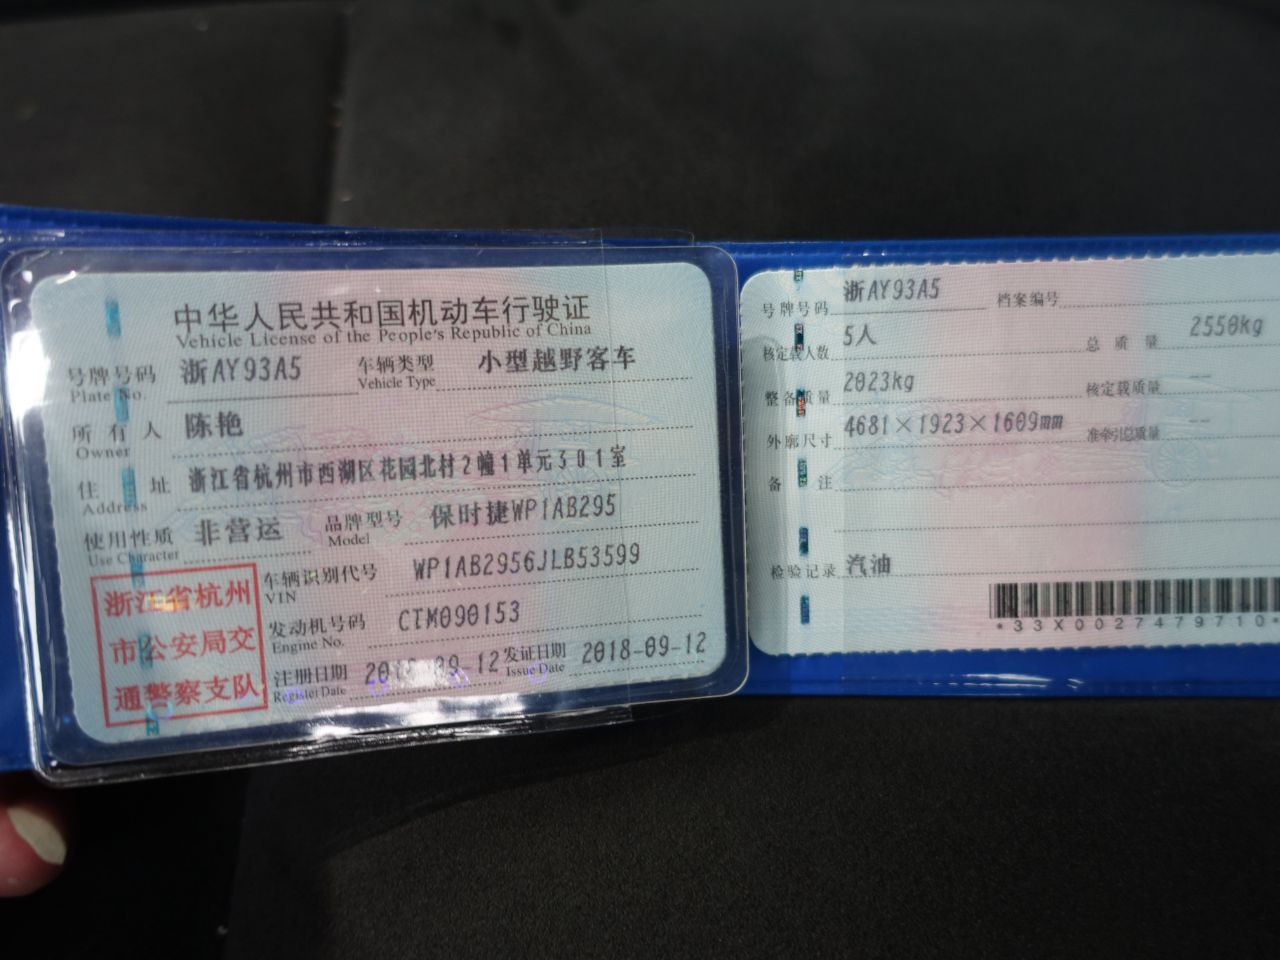 中华人民共和国机动车行驶证
Vehicle License of the People's Republic of China
号牌号码 浙AY93A5 车辆类型 小型越野客车
Plate No. Vehicle Type
所有人 陈艳
Owner
住址 浙江省杭州市西湖区花园北村2幢1单元301室
Address
使用性质 非营运 品牌型号 保时捷WP1AB295
Use Character Model
车辆识别代号 WP1AB2956JLB53599
VIN
发动机号码 CTM090153
Engine No.
注册日期 2018-09-12 发证日期 2018-09-12
Register Date Issue Date
浙江省杭州
市公安局交
通警察支队
号牌号码 浙AY93A5 档案编号
核定载人数 5人 总质量 2550kg
整备质量 2023kg 核定载质量 --
外廓尺寸 4681×1923×1609mm 准牵引总质量 --
备注
检验记录 汽油
*33X0027479710*